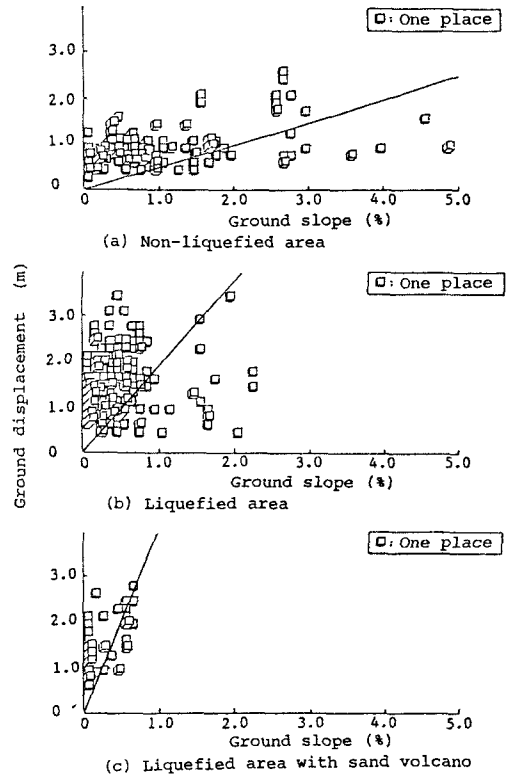 □: One place
3.0
2.0
1.0
0
0 1.0 2.0 3.0 4.0 5.0
Ground slope (%)
(a) Non-liquefied area
Ground displacement (m)
□: One place
3.0
2.0
1.0
0
0 1.0 2.0 3.0 4.0 5.0
Ground slope (%)
(b) Liquefied area
□: One place
3.0
2.0
1.0
0
0 1.0 2.0 3.0 4.0 5.0
Ground slope (%)
(c) Liquefied area with sand volcano